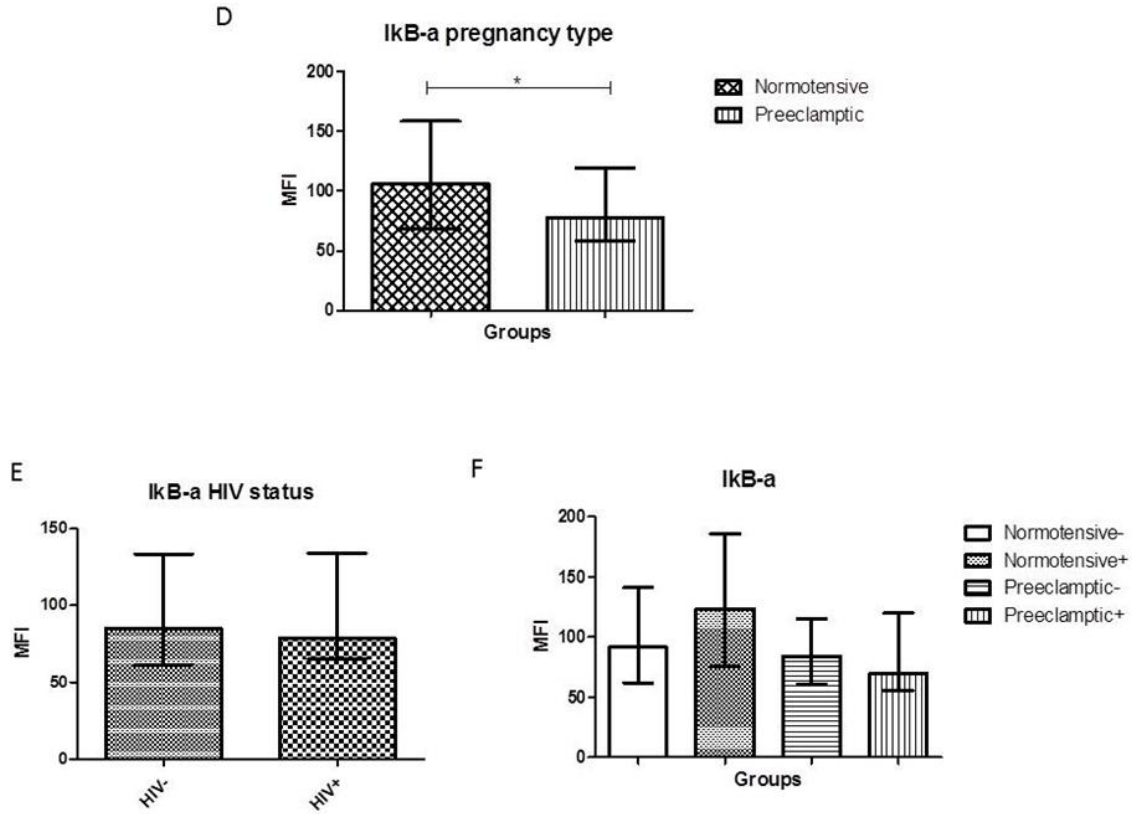 D
IkB-a pregnancy type
200
150
100
50
0
MFI
*
Groups
Normotensive
Preeclamptic
E
IkB-a HIV status
150
100
50
0
MFI
HIV-
HIV+
F
IkB-a
200
150
100
50
0
MFI
Groups
Normotensive-
Normotensive+
Preeclamptic-
Preeclamptic+